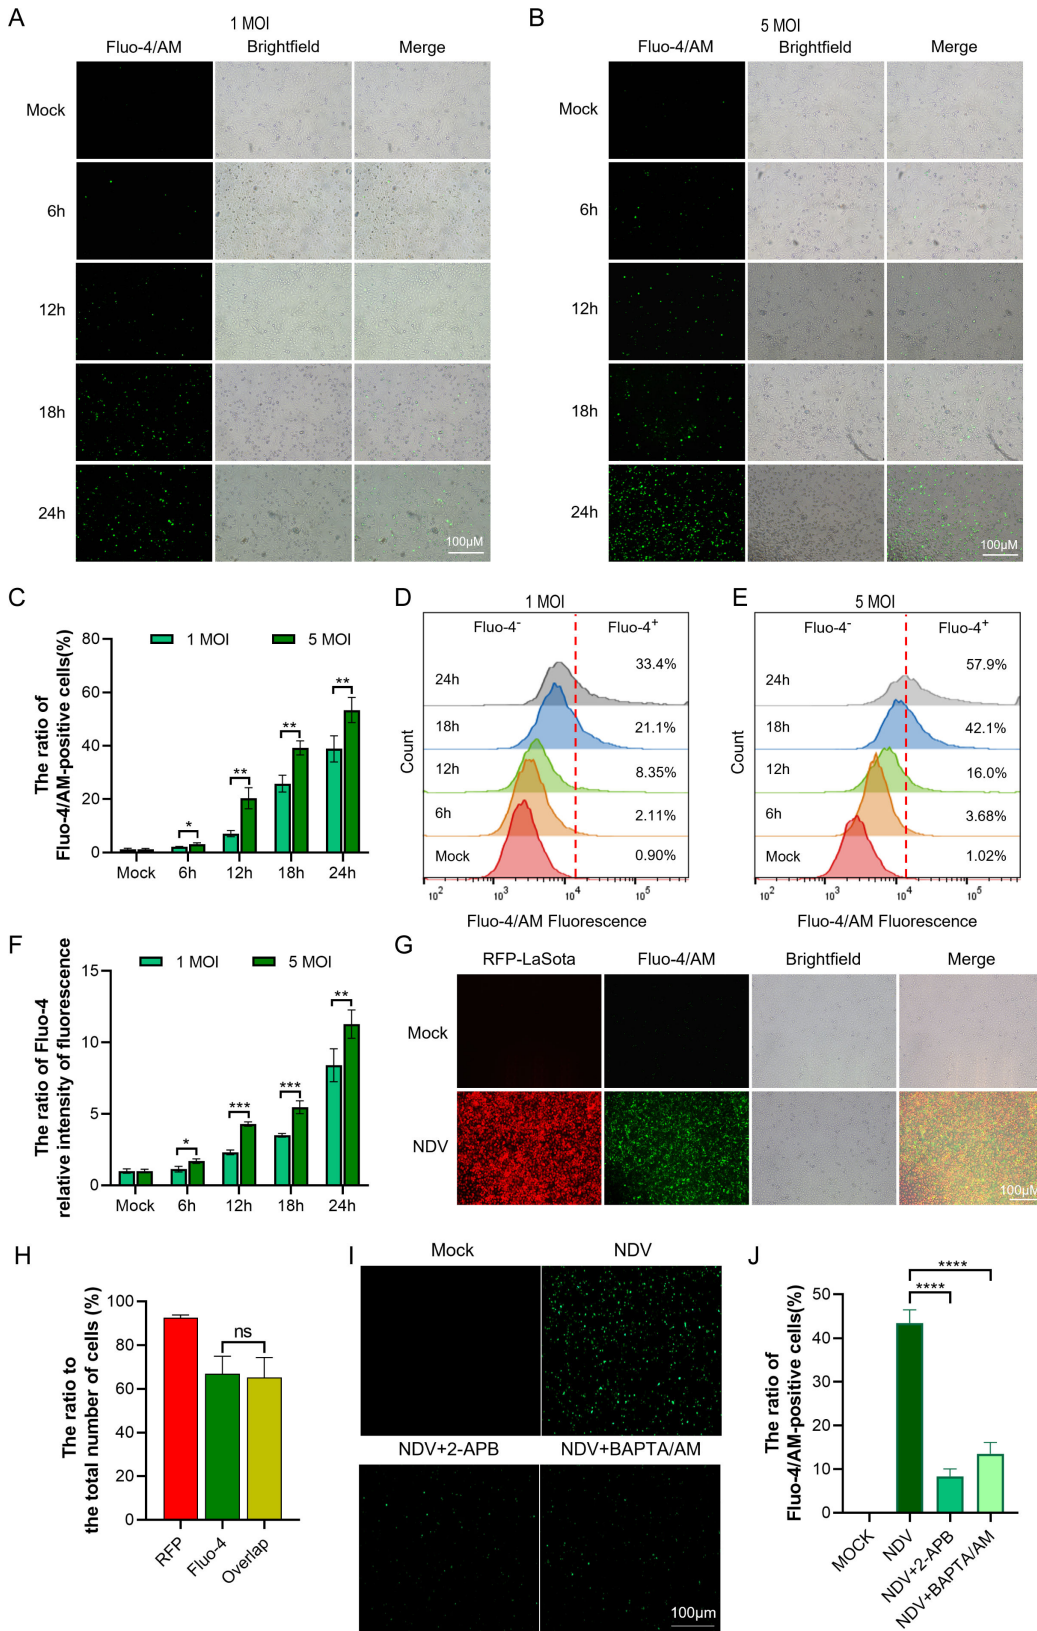 A
1 MOI
Fluo-4/AM Brightfield Merge
Mock
6h
12h
18h
24h
100μM
B
5 MOI
Fluo-4/AM Brightfield Merge
Mock
6h
12h
18h
24h
100μM
C
The ratio of
Fluo-4/AM-positive cells(%)
1 MOI 5 MOI
80
60
40
20
0
*
**
**
**
Mock 6h 12h 18h 24h
D
1 MOI
Fluo-4⁻ Fluo-4⁺
Count
24h 33.4%
18h 21.1%
12h 8.35%
6h 2.11%
Mock 0.90%
10² 10³ 10⁴ 10⁵
Fluo-4/AM Fluorescence
E
5 MOI
Fluo-4⁻ Fluo-4⁺
Count
24h 57.9%
18h 42.1%
12h 16.0%
6h 3.68%
Mock 1.02%
10² 10³ 10⁴ 10⁵
Fluo-4/AM Fluorescence
F
The ratio of Fluo-4
relative intensity of fluorescence
1 MOI 5 MOI
15
10
5
0
*
***
***
**
Mock 6h 12h 18h 24h
G
RFP-LaSota Fluo-4/AM Brightfield Merge
Mock
NDV
100μM
H
The ratio to
the total number of cells (%)
100
80
60
40
20
0
ns
RFP
Fluo-4
Overlap
I
Mock NDV
NDV+2-APB NDV+BAPTA/AM
100μm
J
The ratio of
Fluo-4/AM-positive cells(%)
50
40
30
20
10
0
****
****
MOCK
NDV
NDV+2-APB
NDV+BAPTA/AM